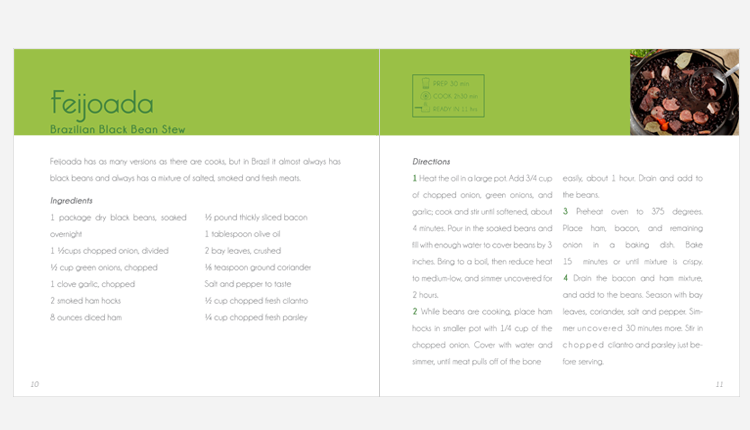 Feijoada
Brazilian Black Bean Stew
PREP 30 min
COOK 2h30 min
READY IN 11 hrs
Feijoada has as many versions as there are cooks, but in Brazil it almost always has
black beans and always has a mixture of salted, smoked and fresh meats.
Ingredients
1 package dry black beans, soaked
overnight
1 ½cups chopped onion, divided
½ cup green onions, chopped
1 clove garlic, chopped
2 smoked ham hocks
8 ounces diced ham
½ pound thickly sliced bacon
1 tablespoon olive oil
2 bay leaves, crushed
⅛ teaspoon ground coriander
Salt and pepper to taste
½ cup chopped fresh cilantro
¼ cup chopped fresh parsley
10
Directions
1 Heat the oil in a large pot. Add 3/4 cup
of chopped onion, green onions, and
garlic; cook and stir until softened, about
4 minutes. Pour in the soaked beans and
fill with enough water to cover beans by 3
inches. Bring to a boil, then reduce heat
to medium-low, and simmer uncovered for
2 hours.
2 While beans are cooking, place ham
hocks in smaller pot with 1/4 cup of the
chopped onion. Cover with water and
simmer, until meat pulls off of the bone
easily, about 1 hour. Drain and add to
the beans.
3 Preheat oven to 375 degrees.
Place ham, bacon, and remaining
onion in a baking dish. Bake
15 minutes or until mixture is crispy.
4 Drain the bacon and ham mixture,
and add to the beans. Season with bay
leaves, coriander, salt and pepper. Sim-
mer uncovered 30 minutes more. Stir in
chopped cilantro and parsley just be-
fore serving.
11